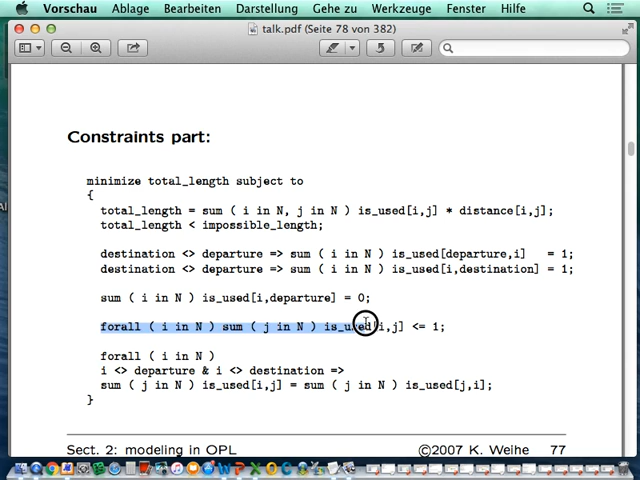 Vorschau Ablage Bearbeiten Darstellung Gehe zu Werkzeuge Fenster Hilfe
talk.pdf (Seite 78 von 382)
Constraints part:
minimize total_length subject to
{
total_length = sum ( i in N, j in N ) is_used[i,j] * distance[i,j];
total_length < impossible_length;
destination <> departure => sum ( i in N ) is_used[departure,i] = 1;
destination <> departure => sum ( i in N ) is_used[i,destination] = 1;
sum ( i in N ) is_used[i,departure] = 0;
forall ( i in N ) sum ( j in N ) is_used[i,j] <= 1;
forall ( i in N )
i <> departure & i <> destination =>
sum ( j in N ) is_used[i,j] = sum ( j in N ) is_used[j,i];
}
Sect. 2: modeling in OPL ©2007 K. Weihe 77